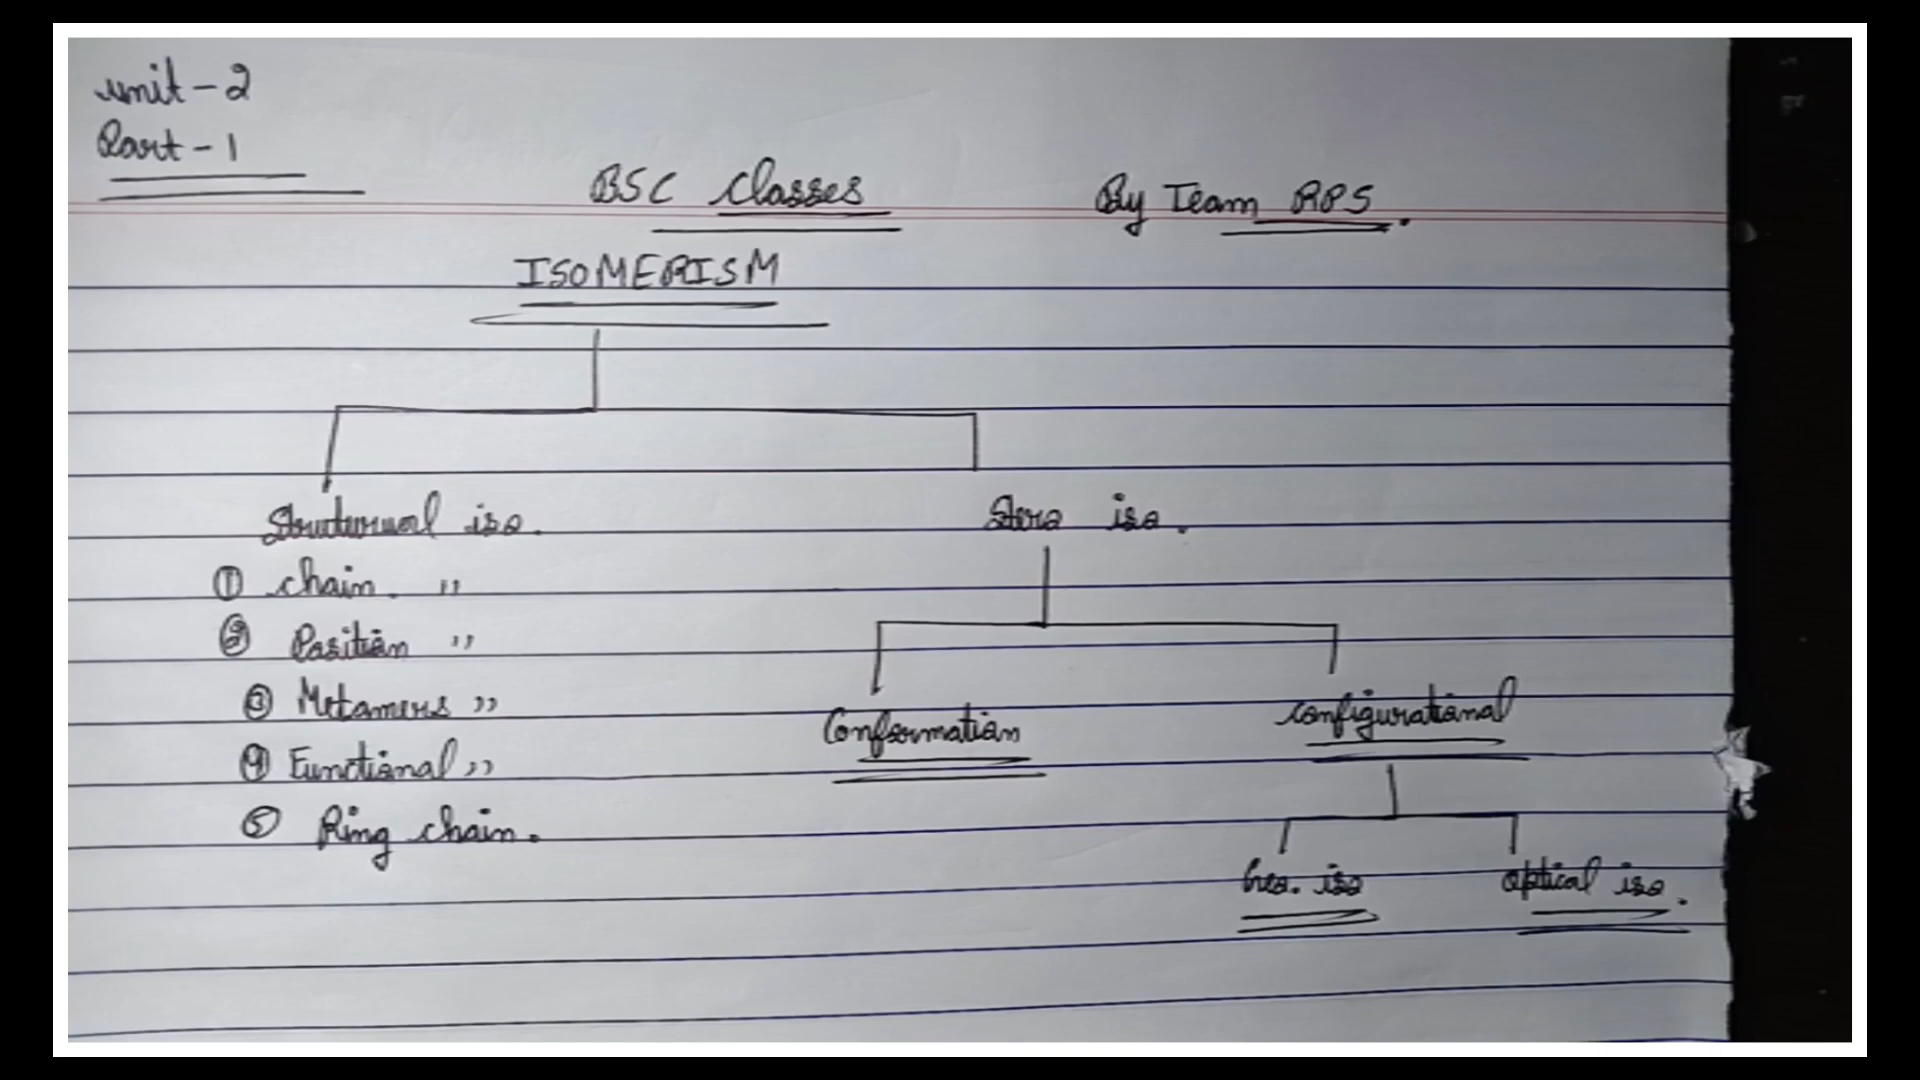 unit-2
Part-1
BSC Classes By Team RPS.
ISOMERISM
Structural iso. Stero iso.
① chain. "
② Position "
③ Metamers "
Conformation configurational
④ Functional "
⑤ Ring chain.
Geo. iso optical iso.